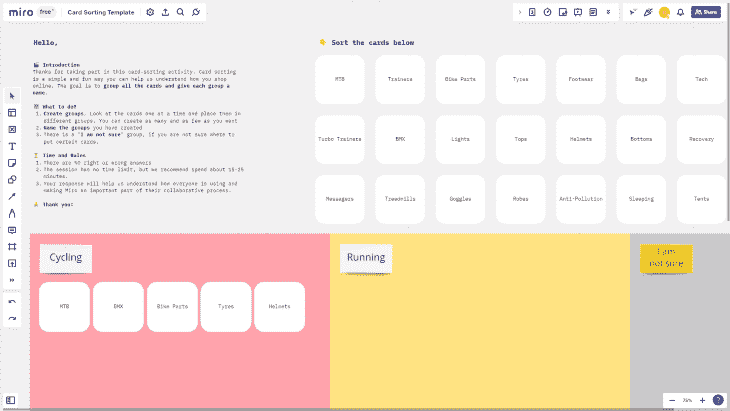 miro free Card Sorting Template
Share
Hello,
Introduction
Thanks for taking part in this card-sorting activity. Card sorting
is a simple and fun way you can help us understand how you shop
online. The goal is to group all the cards and give each group a
name.
What to do?
1. Create groups. Look at the cards one at a time and place them in
different groups. You can create as many and as few as you want
2. Name the groups you have created
3. There is a "I am not sure" group, if you are not sure where to
put certain cards.
Time and Rules
1. There are no right or wrong answers
2. The session has no time limit, but we recommend about 15-25
minutes.
3. Your response will help us understand how everyone is using and
making Miro an important part of their collaborative process.
Thank you!
Sort the cards below
MTB Trainers Bike Parts Tyres Footwear Bags Tech
Turbo Trainers BMX Lights Tops Helmets Bottoms Recovery
Massagers Treadmills Goggles Robes Anti-Pollution Sleeping Tents
Cycling
MTB BMX Bike Parts Tyres Helmets
Running
I am
not sure